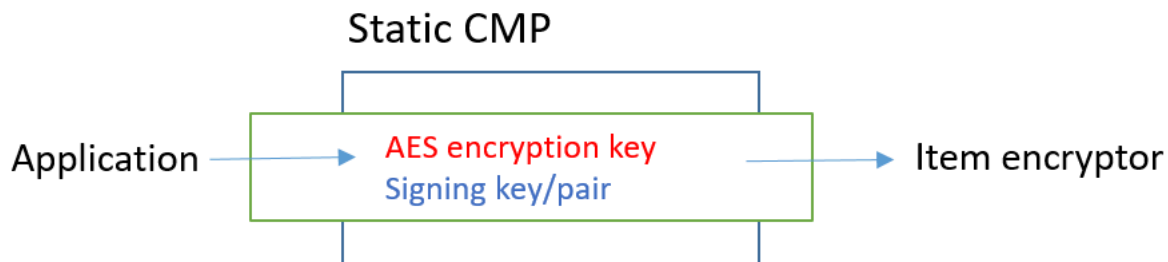 Static CMP
Application
AES encryption key
Signing key/pair
Item encryptor